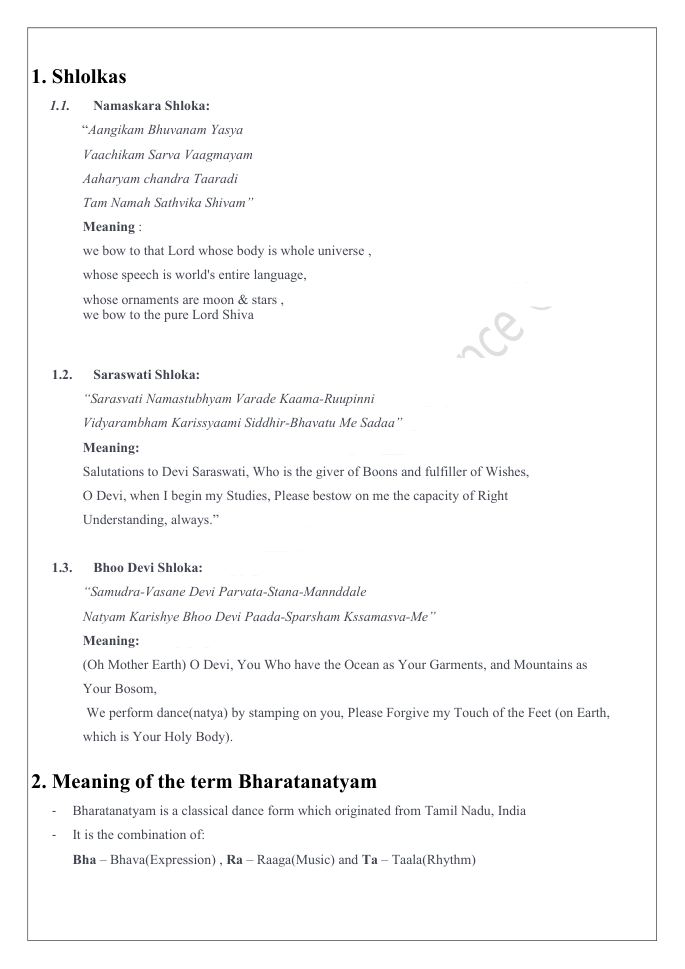 1. Shlolkas
1.1. Namaskara Shloka:
“Aangikam Bhuvanam Yasya
Vaachikam Sarva Vaagmayam
Aaharyam chandra Taaradi
Tam Namah Sathvika Shivam”
Meaning :
we bow to that Lord whose body is whole universe ,
whose speech is world's entire language,
whose ornaments are moon & stars ,
we bow to the pure Lord Shiva
1.2. Saraswati Shloka:
“Sarasvati Namastubhyam Varade Kaama-Ruupinni
Vidyarambham Karissyaami Siddhir-Bhavatu Me Sadaa”
Meaning:
Salutations to Devi Saraswati, Who is the giver of Boons and fulfiller of Wishes,
O Devi, when I begin my Studies, Please bestow on me the capacity of Right
Understanding, always.”
1.3. Bhoo Devi Shloka:
“Samudra-Vasane Devi Parvata-Stana-Mannddale
Natyam Karishye Bhoo Devi Paada-Sparsham Kssamasva-Me”
Meaning:
(Oh Mother Earth) O Devi, You Who have the Ocean as Your Garments, and Mountains as
Your Bosom,
We perform dance(natya) by stamping on you, Please Forgive my Touch of the Feet (on Earth,
which is Your Holy Body).
2. Meaning of the term Bharatanatyam
- Bharatanatyam is a classical dance form which originated from Tamil Nadu, India
- It is the combination of:
Bha – Bhava(Expression) , Ra – Raaga(Music) and Ta – Taala(Rhythm)